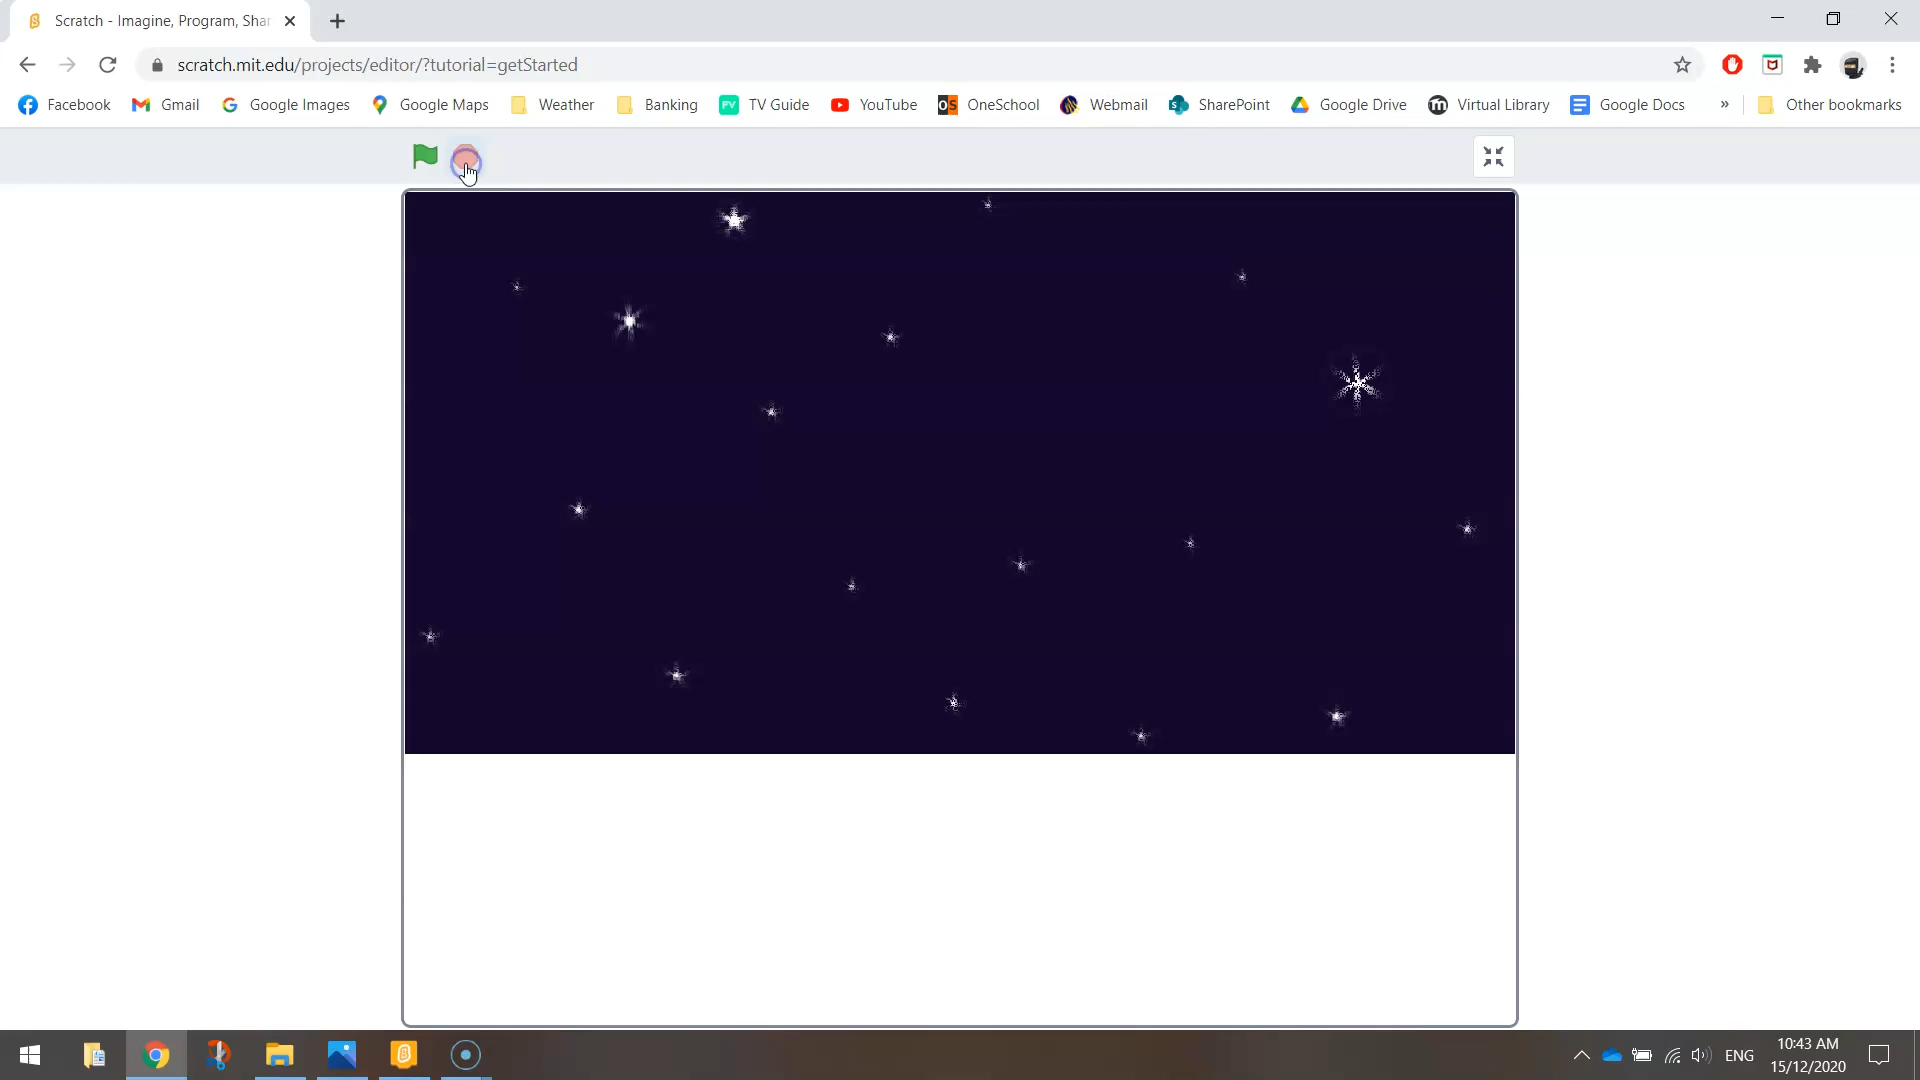 Scratch - Imagine, Program, Shar
scratch.mit.edu/projects/editor/?tutorial=getStarted
Facebook Gmail Google Images Google Maps Weather Banking TV Guide YouTube OneSchool Webmail SharePoint Google Drive Virtual Library Google Docs » Other bookmarks
ENG
10:43 AM
15/12/2020